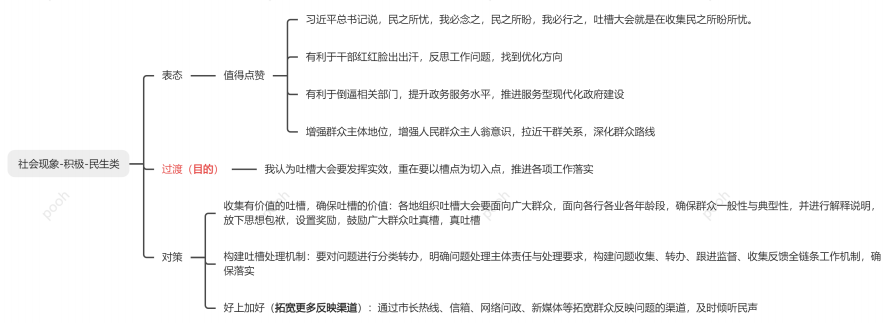 习近平总书记说，民之所忧，我必念之，民之所盼，我必行之，吐槽大会就是在收集民之所盼所忧。
有利于干部红红脸出出汗，反思工作问题，找到优化方向
表态
值得点赞
有利于倒逼相关部门，提升政务服务水平，推进服务型现代化政府建设
增强群众主体地位，增强人民群众主人翁意识，拉近干群关系，深化群众路线
社会现象-积极-民生类
过渡（目的）
我认为吐槽大会要发挥实效，重在要以槽点为切入点，推进各项工作落实
收集有价值的吐槽，确保吐槽的价值：各地组织吐槽大会要面向广大群众，面向各行各业各年龄段，确保群众一般性与典型性，并进行解释说明，
放下思想包袱，设置奖励，鼓励广大群众吐真槽，真吐槽
对策
构建吐槽处理机制：要对问题进行分类转办，明确问题处理主体责任与处理要求，构建问题收集、转办、跟进监督、收集反馈全链条工作机制，确
保落实
好上加好（拓宽更多反映渠道）：通过市长热线、信箱、网络问政、新媒体等拓宽群众反映问题的渠道，及时倾听民声
pooh
pooh
pooh